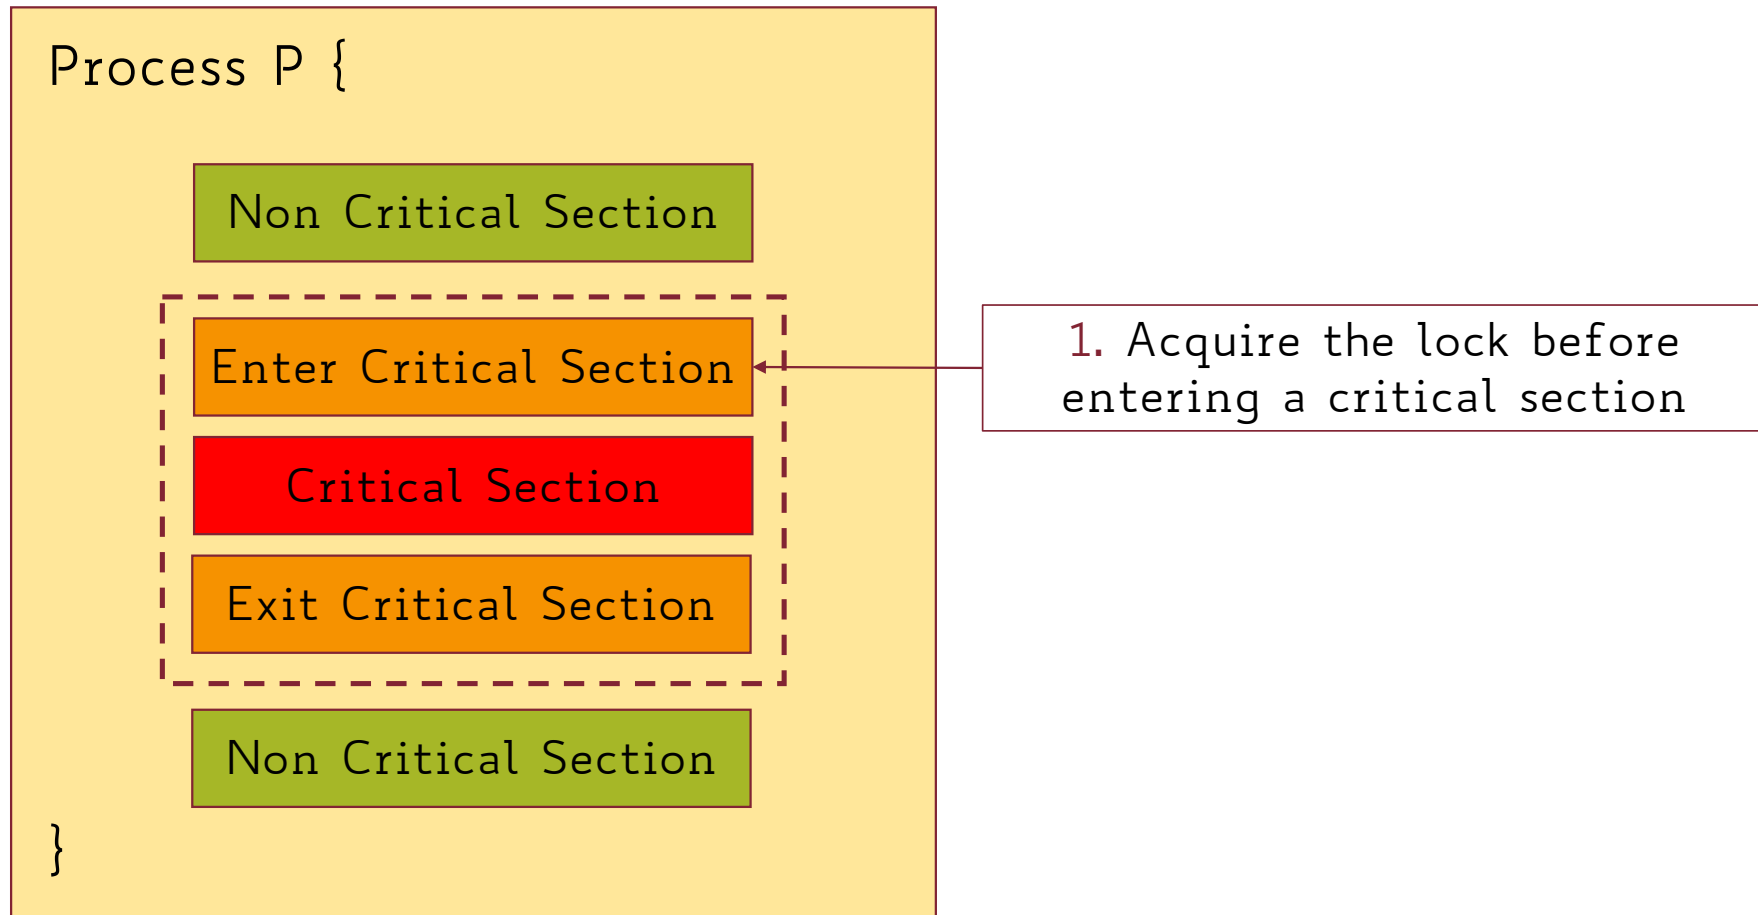 Process P {
Non Critical Section
Enter Critical Section
1. Acquire the lock before
entering a critical section
Critical Section
Exit Critical Section
Non Critical Section
}